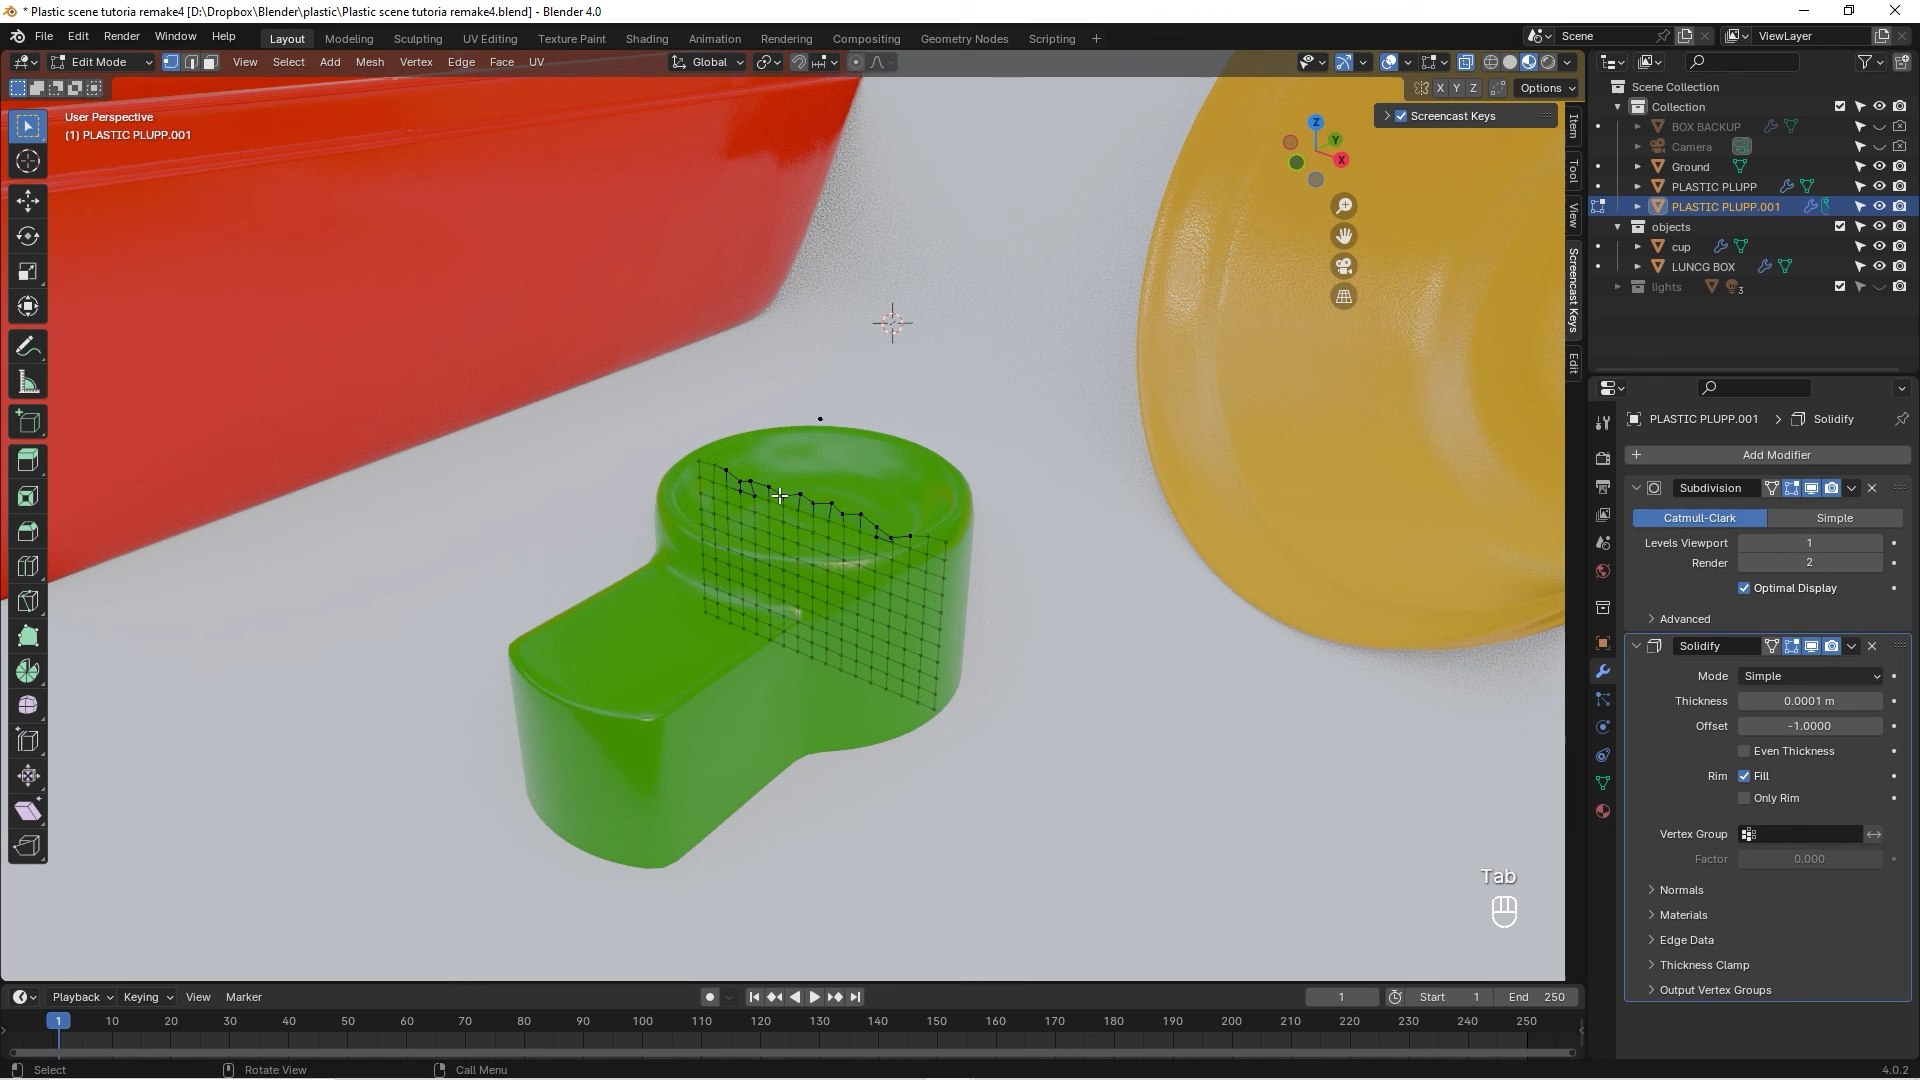 * Plastic scene tutoria remake4 [D:\Dropbox\Blender\plastic\Plastic scene tutoria remake4.blend] - Blender 4.0
File Edit Render Window Help Layout Modeling Sculpting UV Editing Texture Paint Shading Animation Rendering Compositing Geometry Nodes Scripting + Scene ViewLayer
Edit Mode View Select Add Mesh Vertex Edge Face UV Global
X Y Z Options
User Perspective
(1) PLASTIC PLUPP.001
Screencast Keys
Z
Y
X
Item
Tool
View
Screencast Keys
Edit
Tab
Scene Collection
Collection
BOX BACKUP
Camera
Ground
PLASTIC PLUPP
PLASTIC PLUPP.001
objects
cup
LUNCG BOX
lights 3
PLASTIC PLUPP.001 > Solidify
+ Add Modifier
Subdivision
Catmull-Clark Simple
Levels Viewport 1
Render 2
Optimal Display
Advanced
Solidify
Mode Simple
Thickness 0.0001 m
Offset -1.0000
Even Thickness
Rim Fill
Only Rim
Vertex Group
Factor 0.000
Normals
Materials
Edge Data
Thickness Clamp
Output Vertex Groups
Playback Keying View Marker 1 Start 1 End 250
1 10 20 30 40 50 60 70 80 90 100 110 120 130 140 150 160 170 180 190 200 210 220 230 240 250
Select Rotate View Call Menu 4.0.2